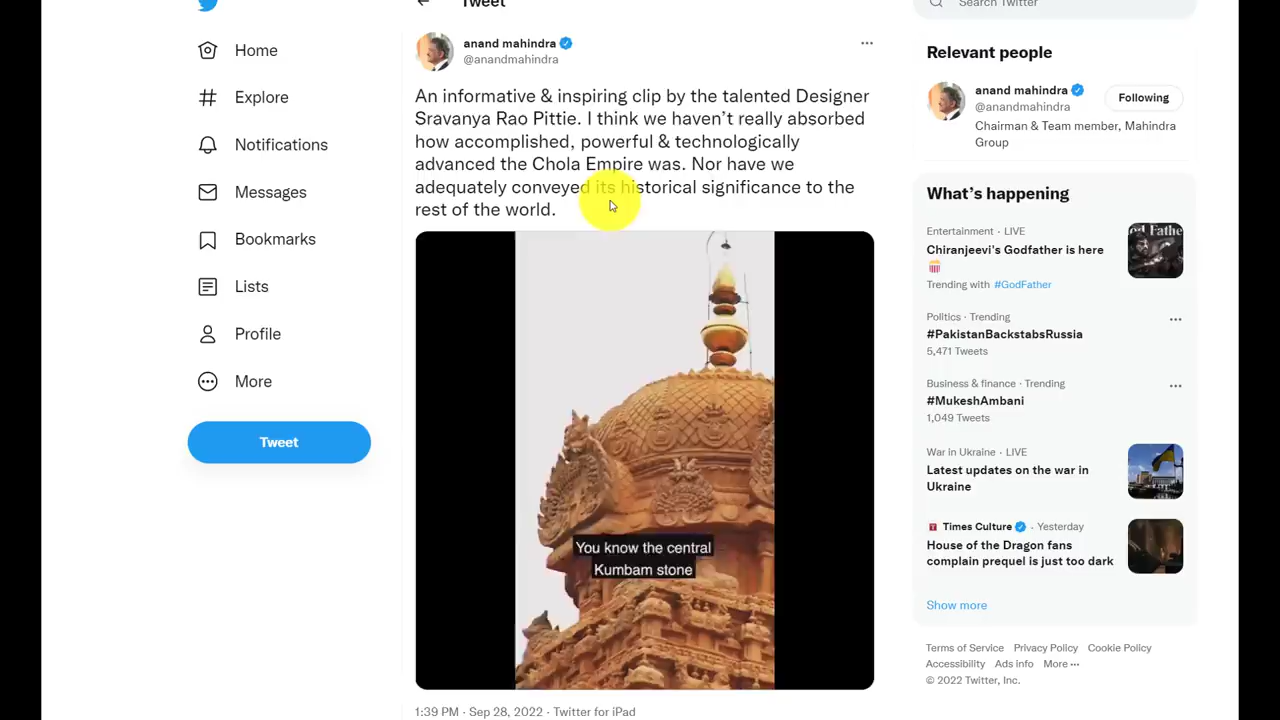 Tweet
Search Twitter
Home
Explore
Notifications
Messages
Bookmarks
Lists
Profile
More
Tweet
anand mahindra
@anandmahindra
An informative & inspiring clip by the talented Designer
Sravanya Rao Pittie. I think we haven’t really absorbed
how accomplished, powerful & technologically
advanced the Chola Empire was. Nor have we
adequately conveyed its historical significance to the
rest of the world.
You know the central
Kumbam stone
1:39 PM · Sep 28, 2022 · Twitter for iPad
Relevant people
anand mahindra
@anandmahindra
Following
Chairman & Team member, Mahindra
Group
What’s happening
Entertainment · LIVE
Chiranjeevi's Godfather is here
🍿
Trending with #GodFather
Politics · Trending
#PakistanBackstabsRussia
5,471 Tweets
Business & finance · Trending
#MukeshAmbani
1,049 Tweets
War in Ukraine · LIVE
Latest updates on the war in
Ukraine
Times Culture · Yesterday
House of the Dragon fans
complain prequel is just too dark
Show more
Terms of Service Privacy Policy Cookie Policy
Accessibility Ads info More ···
© 2022 Twitter, Inc.